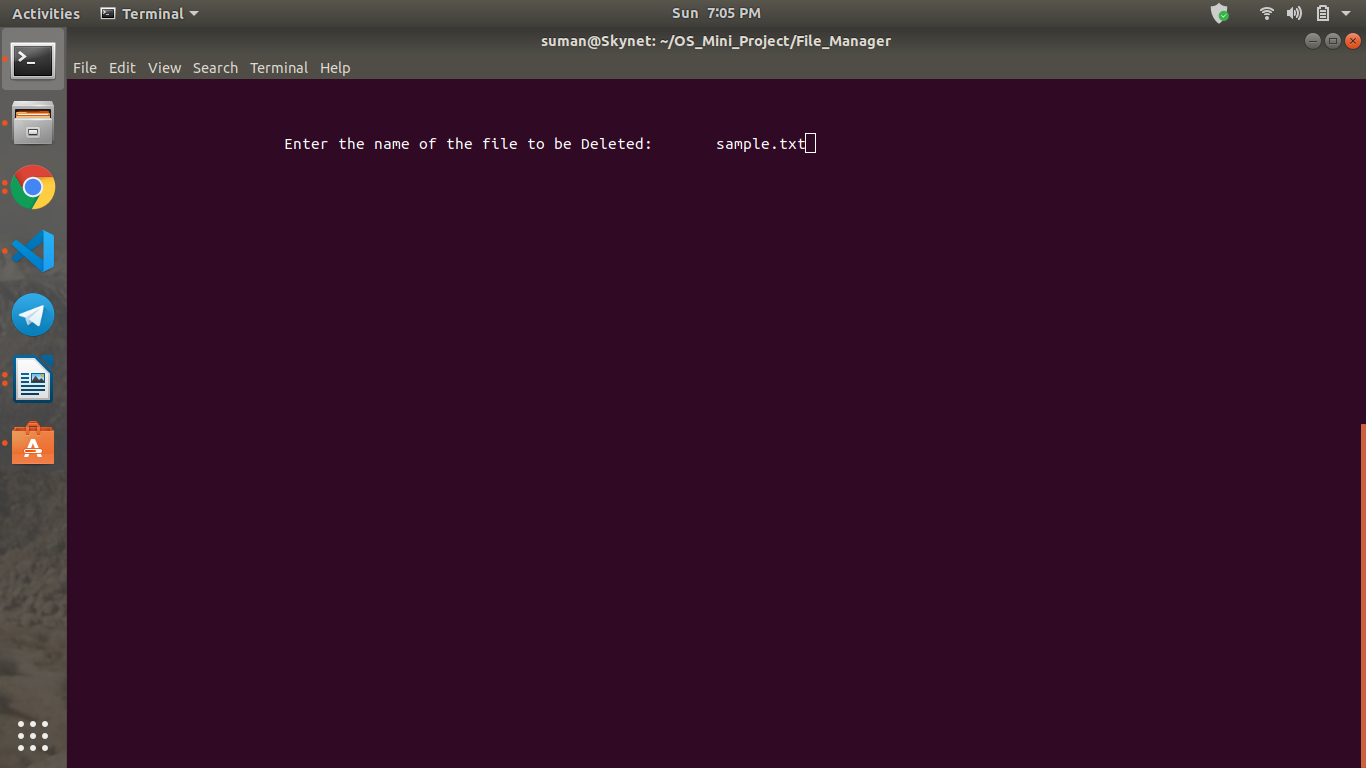 Activities Terminal Sun 7:05 PM
suman@Skynet: ~/OS_Mini_Project/File_Manager
File Edit View Search Terminal Help
Enter the name of the file to be Deleted: sample.txt